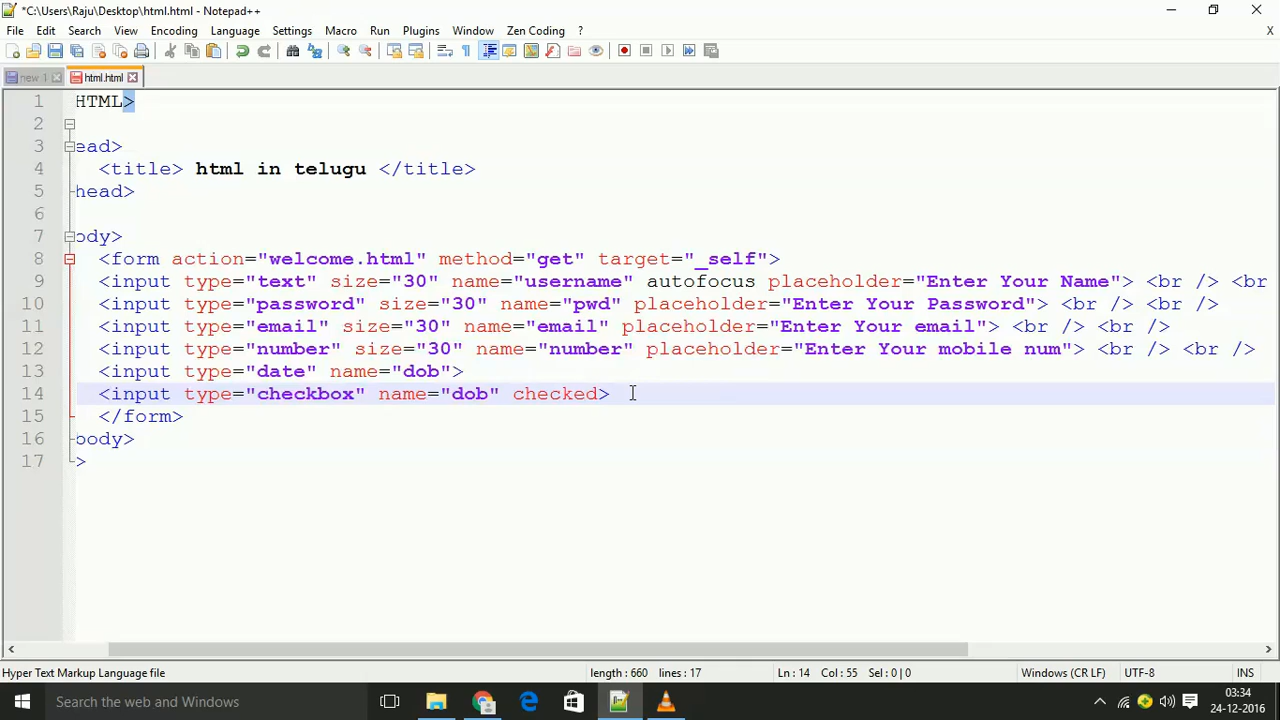 *C:\Users\Raju\Desktop\html.html - Notepad++
File Edit Search View Encoding Language Settings Macro Run Plugins Window Zen Coding ? X
new 1 html.html
1 HTML>
2
3 ead>
4 <title> html in telugu </title>
5 head>
6
7 ody>
8 <form action="welcome.html" method="get" target="_self">
9 <input type="text" size="30" name="username" autofocus placeholder="Enter Your Name"> <br /> <br
10 <input type="password" size="30" name="pwd" placeholder="Enter Your Password"> <br /> <br />
11 <input type="email" size="30" name="email" placeholder="Enter Your email"> <br /> <br />
12 <input type="number" size="30" name="number" placeholder="Enter Your mobile num"> <br /> <br />
13 <input type="date" name="dob">
14 <input type="checkbox" name="dob" checked>
15 </form>
16 body>
17 >
Hyper Text Markup Language file length : 660 lines : 17 Ln : 14 Col : 55 Sel : 0 | 0 Windows (CR LF) UTF-8 INS
Search the web and Windows 03:34
24-12-2016